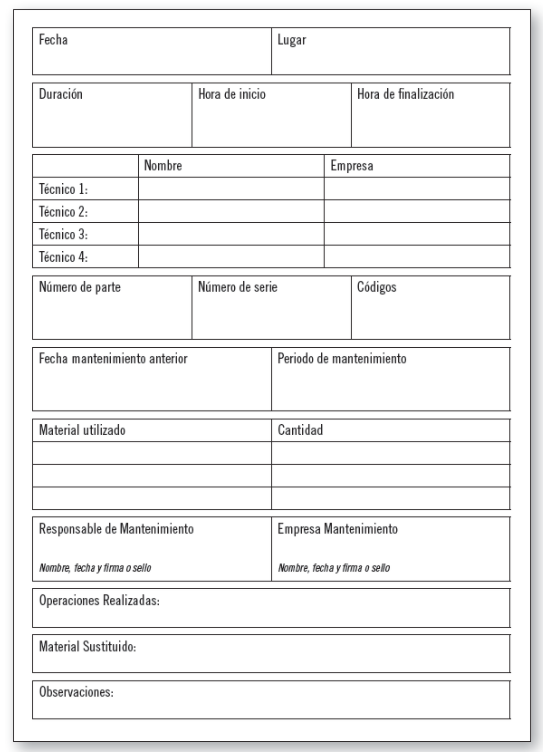 Fecha Lugar
Duración Hora de inicio Hora de finalización
Nombre Empresa
Técnico 1:
Técnico 2:
Técnico 3:
Técnico 4:
Número de parte Número de serie Códigos
Fecha mantenimiento anterior Periodo de mantenimiento
Material utilizado Cantidad
Responsable de Mantenimiento Empresa Mantenimiento
Nombre, fecha y firma o sello Nombre, fecha y firma o sello
Operaciones Realizadas:
Material Sustituido:
Observaciones: